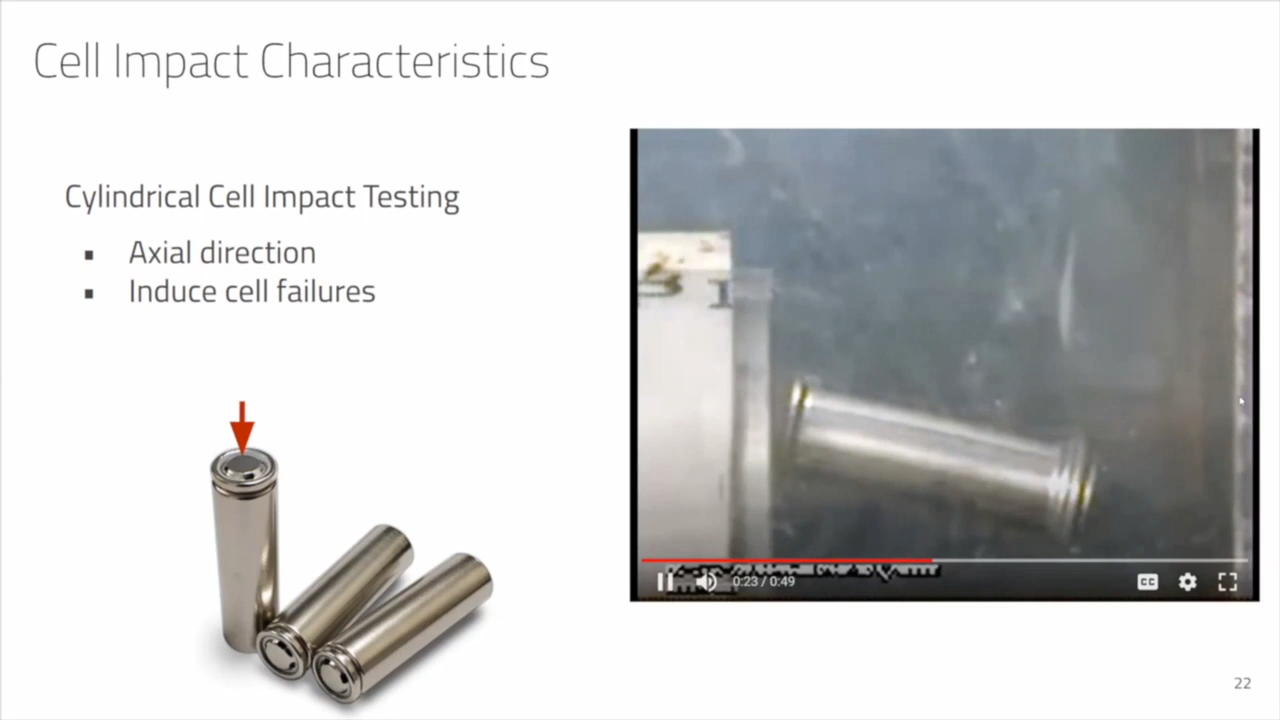 Cell Impact Characteristics
Cylindrical Cell Impact Testing
▪ Axial direction
▪ Induce cell failures
0:23 / 0:49
CC
22